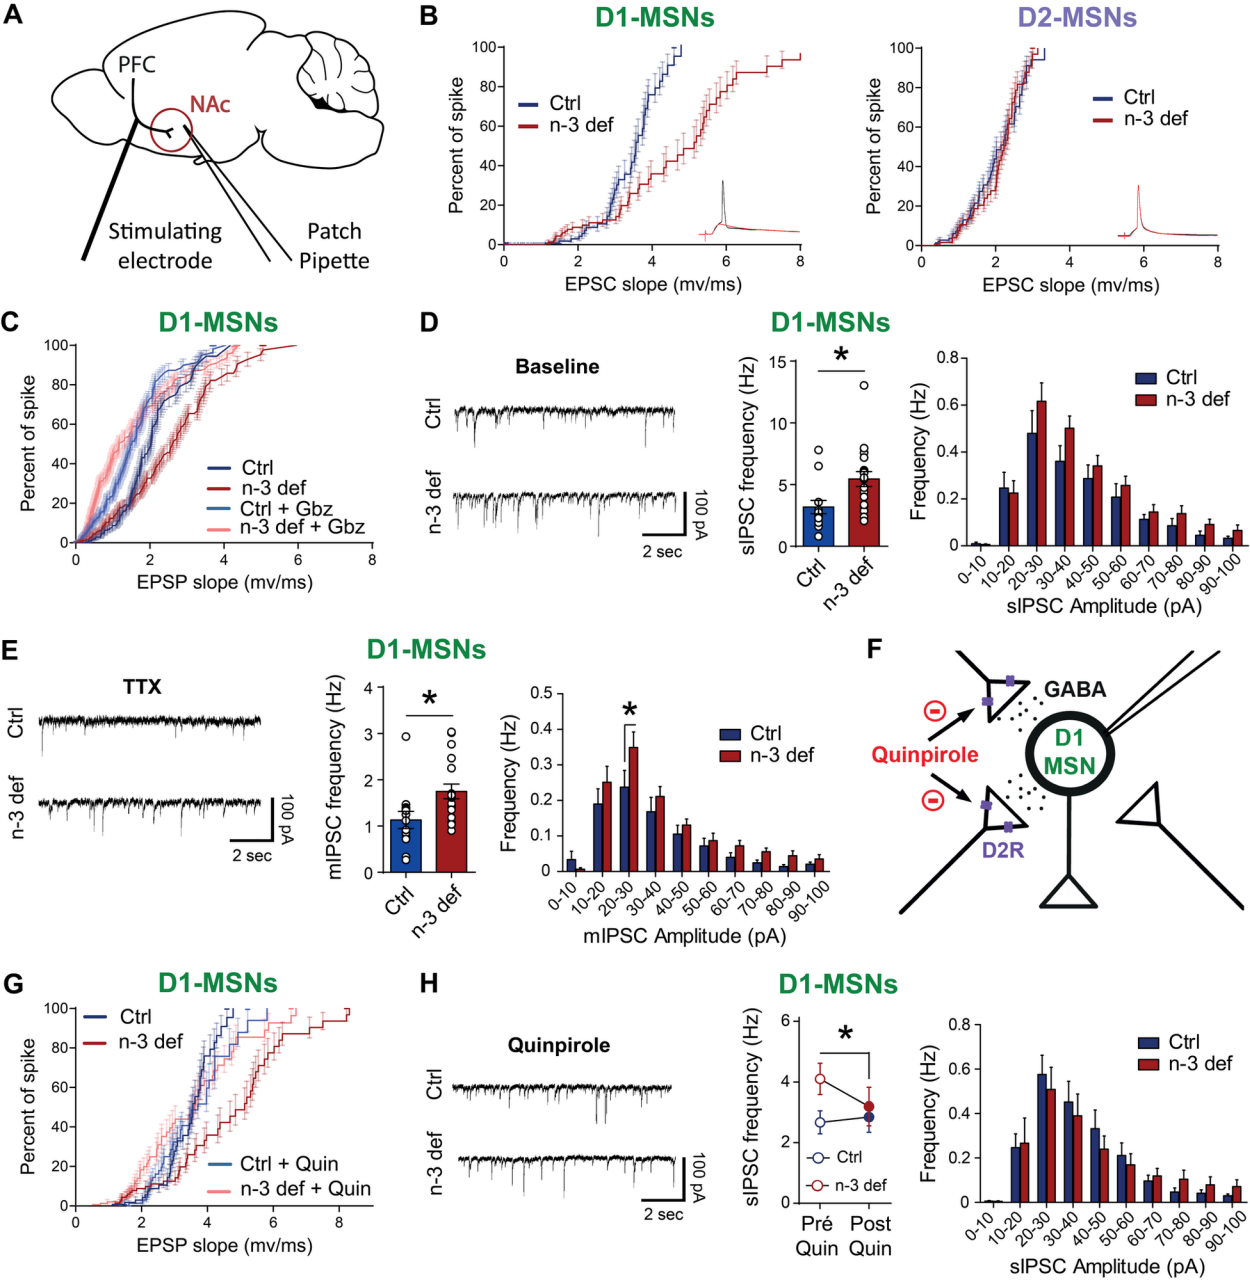 A
PFC
NAc
Stimulating
electrode
Patch
Pipette
B
D1-MSNs
D2-MSNs
Percent of spike
100
80
60
40
20
0
Ctrl
n-3 def
0 2 4 6 8
EPSC slope (mv/ms)
Percent of spike
100
80
60
40
20
0
Ctrl
n-3 def
0 2 4 6 8
EPSC slope (mv/ms)
C
D1-MSNs
Percent of spike
100
80
60
40
20
0
Ctrl
n-3 def
Ctrl + Gbz
n-3 def + Gbz
0 2 4 6 8
EPSP slope (mv/ms)
D
D1-MSNs
Baseline
Ctrl
n-3 def
100 pA
2 sec
sIPSC frequency (Hz)
15
10
5
0
*
Ctrl
n-3 def
Frequency (Hz)
0.8
0.6
0.4
0.2
0
Ctrl
n-3 def
0-10 10-20 20-30 30-40 40-50 50-60 60-70 70-80 80-90 90-100
sIPSC Amplitude (pA)
E
D1-MSNs
TTX
Ctrl
n-3 def
100 pA
2 sec
mIPSC frequency (Hz)
4
3
2
1
0
*
Ctrl
n-3 def
Frequency (Hz)
0.5
0.4
0.3
0.2
0.1
0
*
Ctrl
n-3 def
0-10 10-20 20-30 30-40 40-50 50-60 60-70 70-80 80-90 90-100
mIPSC Amplitude (pA)
F
GABA
D1
MSN
Quinpirole
D2R
G
D1-MSNs
Percent of spike
100
80
60
40
20
0
Ctrl
n-3 def
Ctrl + Quin
n-3 def + Quin
0 2 4 6 8
EPSP slope (mv/ms)
H
D1-MSNs
Quinpirole
Ctrl
n-3 def
100 pA
2 sec
sIPSC frequency (Hz)
6
4
2
0
*
Ctrl
n-3 def
Pré
Quin
Post
Quin
Frequency (Hz)
0.8
0.6
0.4
0.2
0
Ctrl
n-3 def
0-10 10-20 20-30 30-40 40-50 50-60 60-70 70-80 80-90 90-100
sIPSC Amplitude (pA)